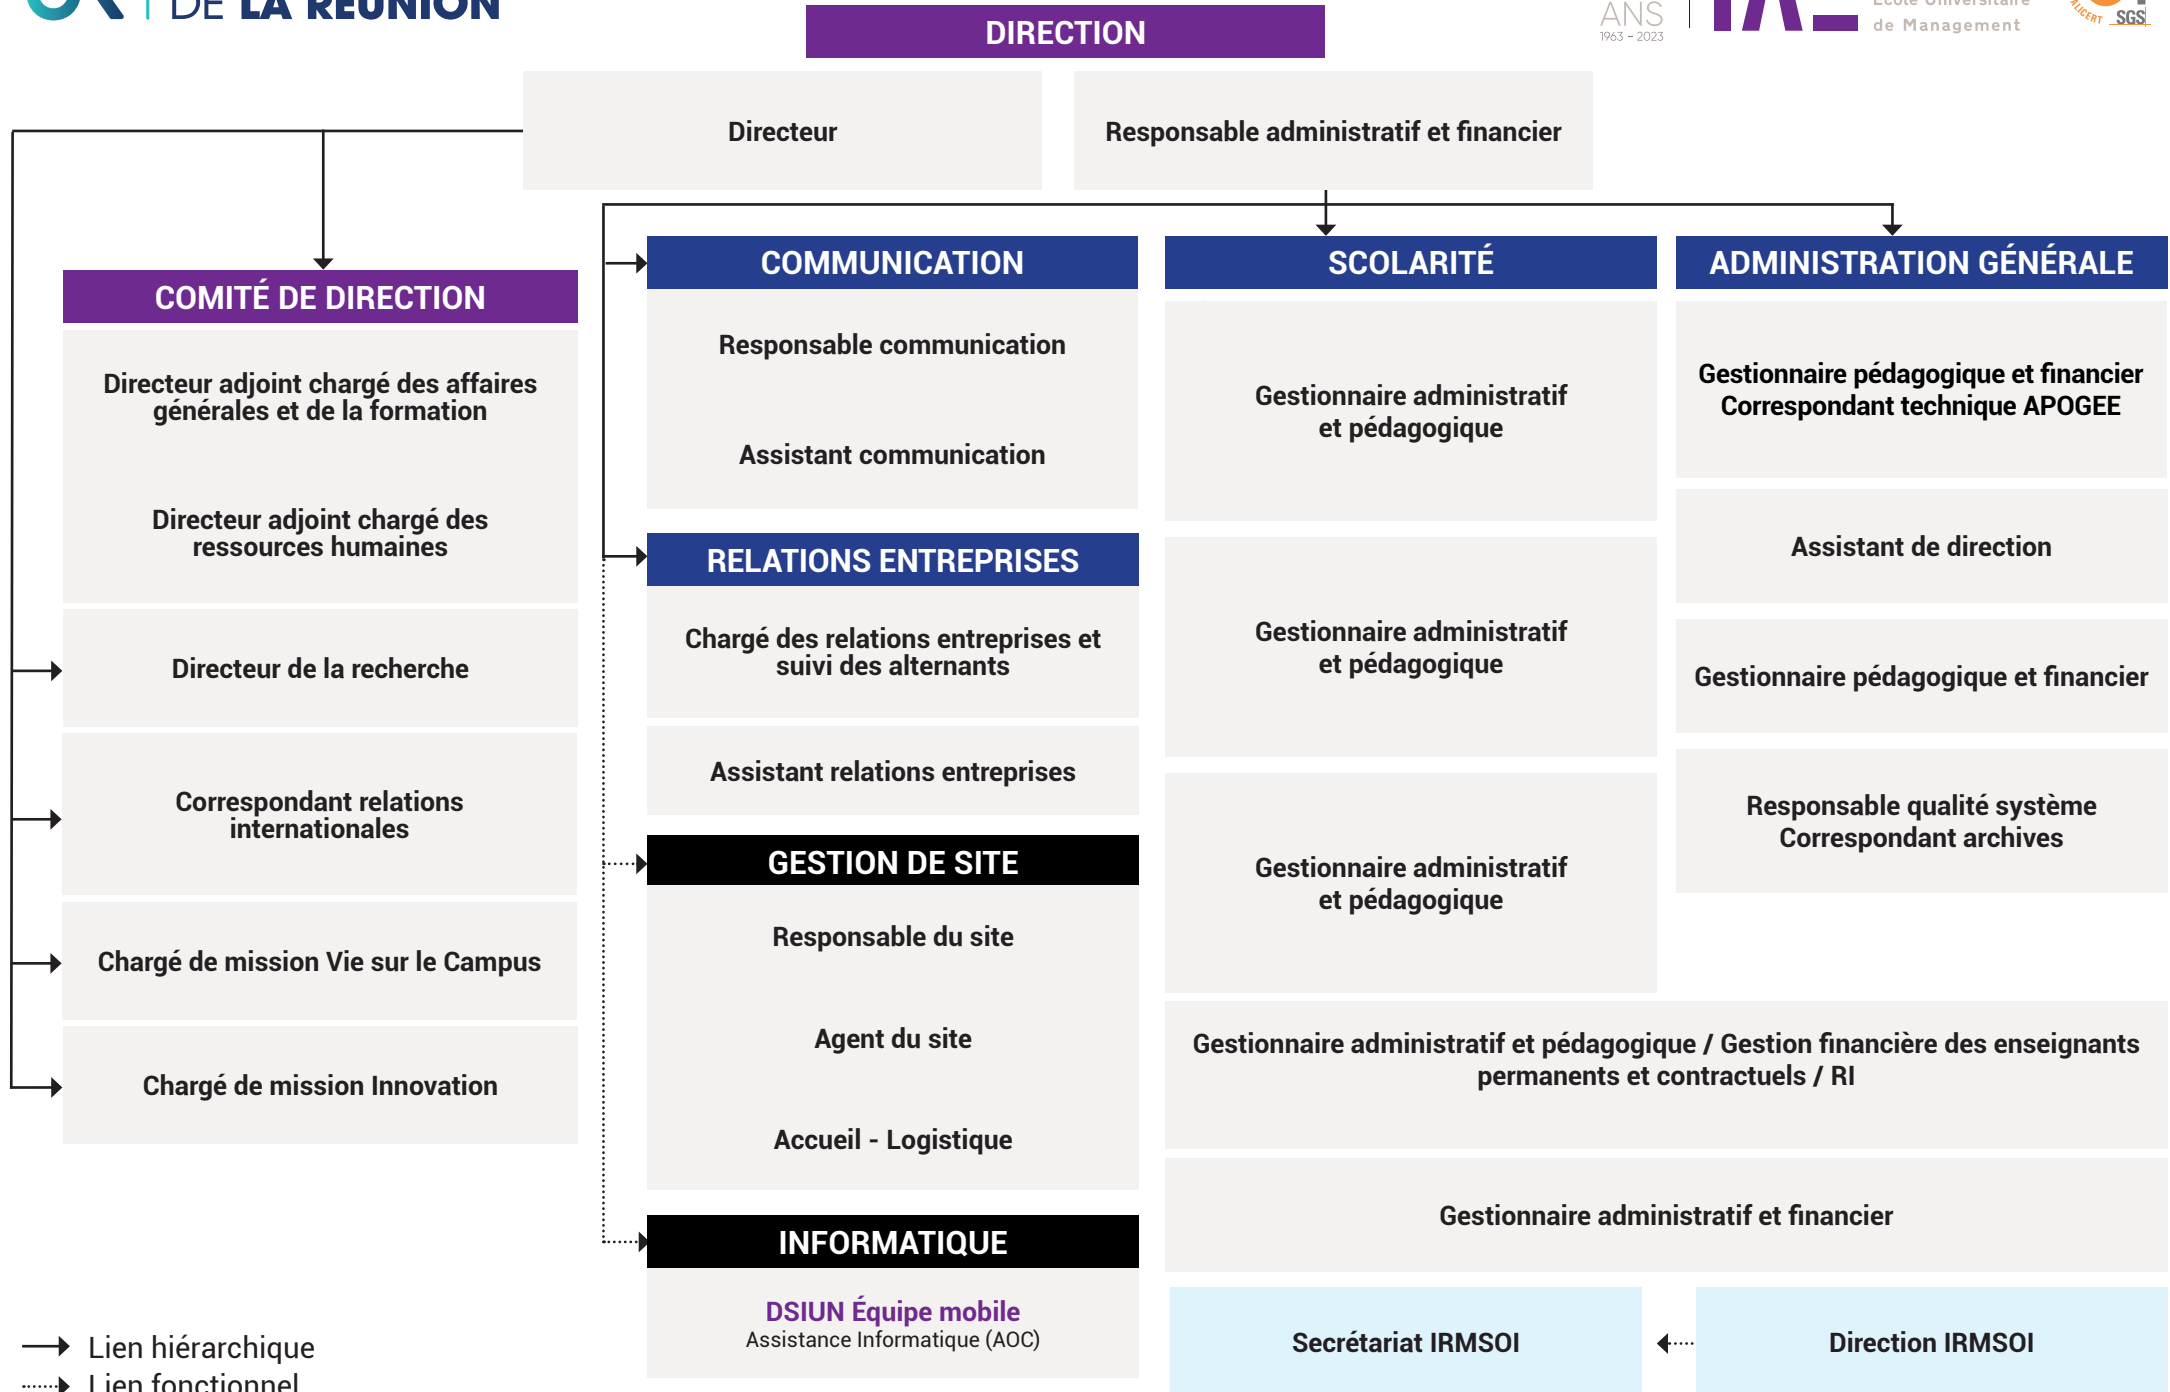 DE LA RÉUNION
ANS
1963 – 2023
École Universitaire
de Management
SGS
DIRECTION
Directeur
Responsable administratif et financier
COMITÉ DE DIRECTION
Directeur adjoint chargé des affaires
générales et de la formation
Directeur adjoint chargé des
ressources humaines
Directeur de la recherche
Correspondant relations
internationales
Chargé de mission Vie sur le Campus
Chargé de mission Innovation
COMMUNICATION
Responsable communication
Assistant communication
RELATIONS ENTREPRISES
Chargé des relations entreprises et
suivi des alternants
Assistant relations entreprises
GESTION DE SITE
Responsable du site
Agent du site
Accueil - Logistique
INFORMATIQUE
DSIUN Équipe mobile
Assistance Informatique (AOC)
SCOLARITÉ
Gestionnaire administratif
et pédagogique
Gestionnaire administratif
et pédagogique
Gestionnaire administratif
et pédagogique
ADMINISTRATION GÉNÉRALE
Gestionnaire pédagogique et financier
Correspondant technique APOGEE
Assistant de direction
Gestionnaire pédagogique et financier
Responsable qualité système
Correspondant archives
Gestionnaire administratif et pédagogique / Gestion financière des enseignants
permanents et contractuels / RI
Gestionnaire administratif et financier
Secrétariat IRMSOI
Direction IRMSOI
Lien hiérarchique
Lien fonctionnel